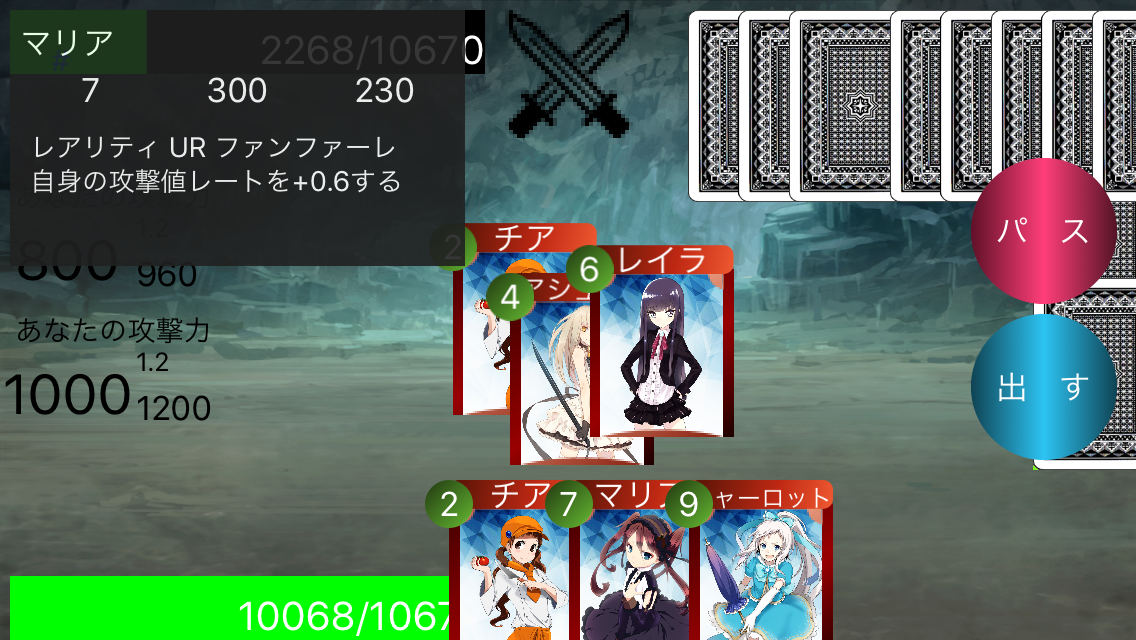 マリア
2268/10670
7 300 230
レアリティ UR ファンファーレ
自身の攻撃値レートを+0.6する
1.2
800 960
あなたの攻撃力
1.2
1000 1200
2 チア
6 レイラ
4 アシュ
パ ス
出 す
2 チア
7 マリア
9 ャーロット
10068/1067